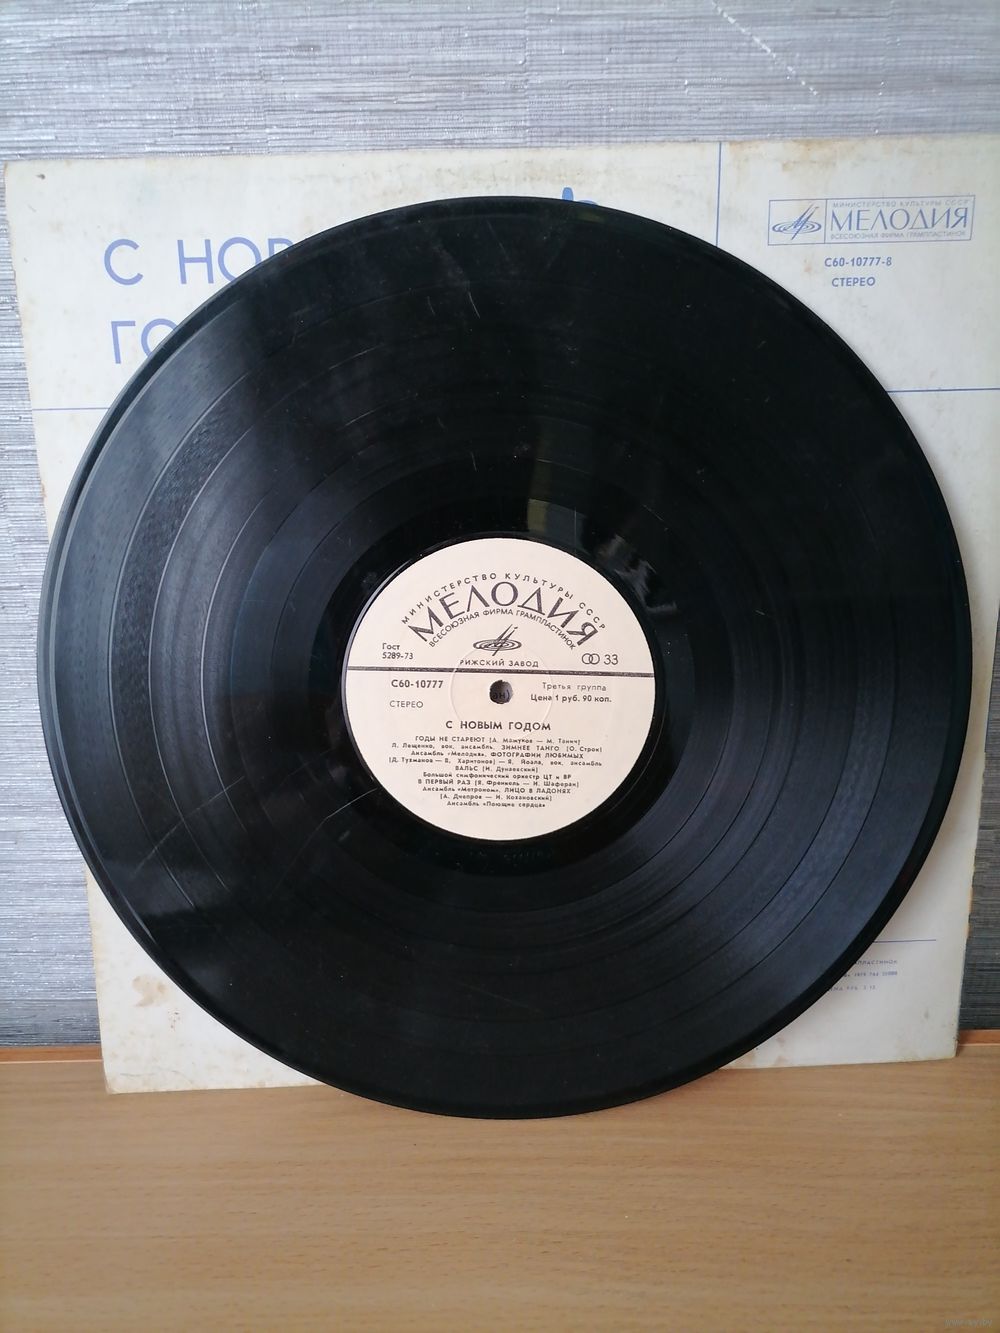 С НОВ
ГО
МИНИСТЕРСТВО КУЛЬТУРЫ СССР
МЕЛОДИЯ
ВСЕСОЮЗНАЯ ФИРМА ГРАМПЛАСТИНОК
С60-10777-8
СТЕРЕО
МИНИСТЕРСТВО КУЛЬТУРЫ СССР
МЕЛОДИЯ
ВСЕСОЮЗНАЯ ФИРМА ГРАМПЛАСТИНОК
Гост
5289-73
РИЖСКИЙ ЗАВОД
33
С60-10777
СТЕРЕО
Третья группа
Цена 1 руб. 90 коп.
С НОВЫМ ГОДОМ
ГОДЫ НЕ СТАРЕЮТ (А. Мажуков — М. Танич)
Л. Лещенко, вок. ансамбль. ЗИМНЕЕ ТАНГО (О. Строк)
Ансамбль «Мелодия». ФОТОГРАФИИ ЛЮБИМЫХ
(Д. Тухманов — В. Харитонов) — Я. Йоала, вок. ансамбль
ВАЛЬС (И. Дунаевский)
Большой симфонический оркестр ЦТ и ВР
В ПЕРВЫЙ РАЗ (Я. Френкель — И. Шаферан)
Ансамбль «Метроном». ЛИЦО В ЛАДОНЯХ
(А. Днепров — И. Кохановский)
Ансамбль «Поющие сердца»